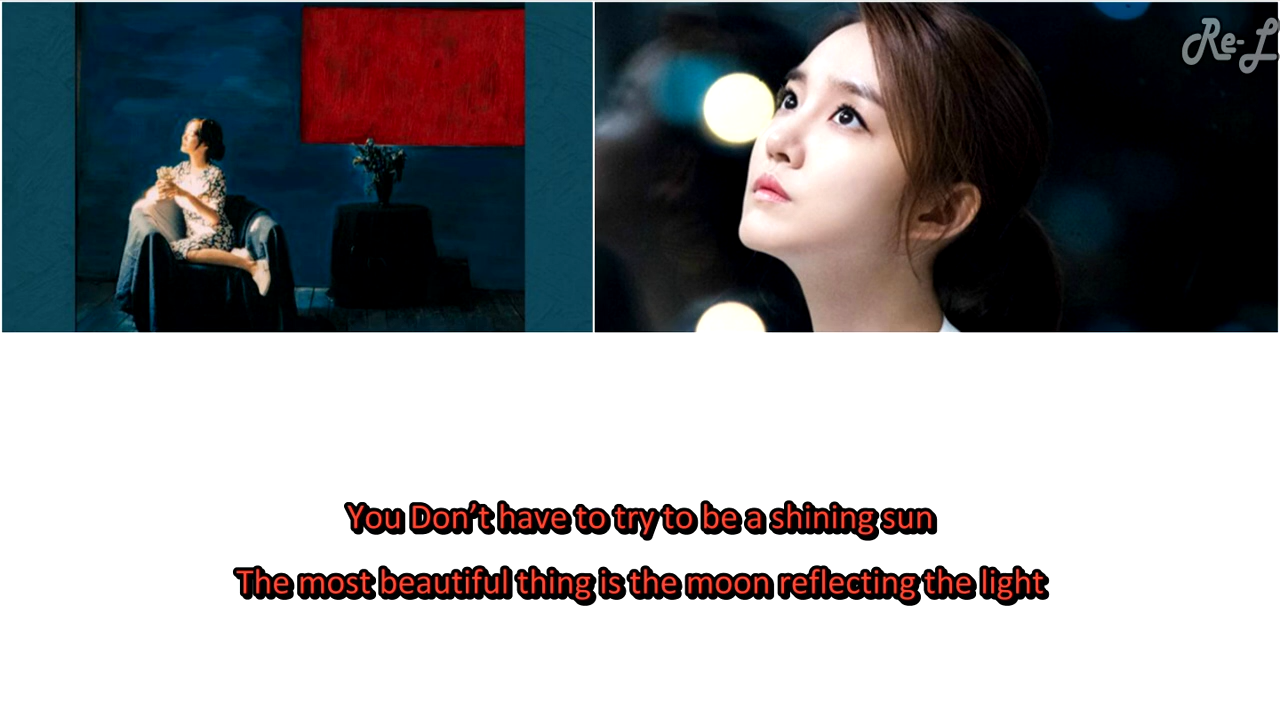 Re-L
You Don't have to try to be a shining sun
The most beautiful thing is the moon reflecting the light